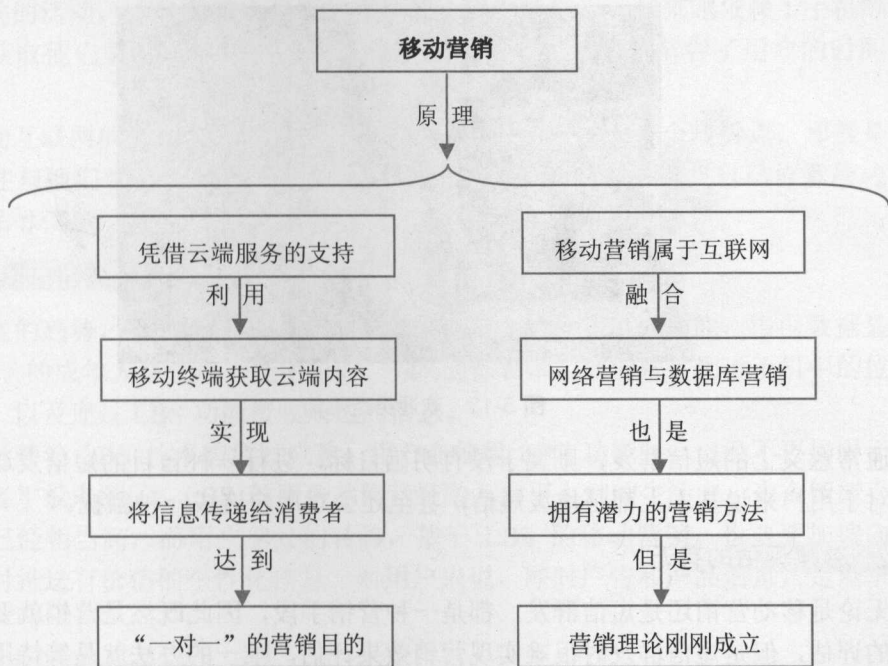 移动营销
原理
凭借云端服务的支持
移动营销属于互联网
利用
融合
移动终端获取云端内容
网络营销与数据库营销
实现
也是
将信息传递给消费者
拥有潜力的营销方法
达到
但是
“一对一”的营销目的
营销理论刚刚成立